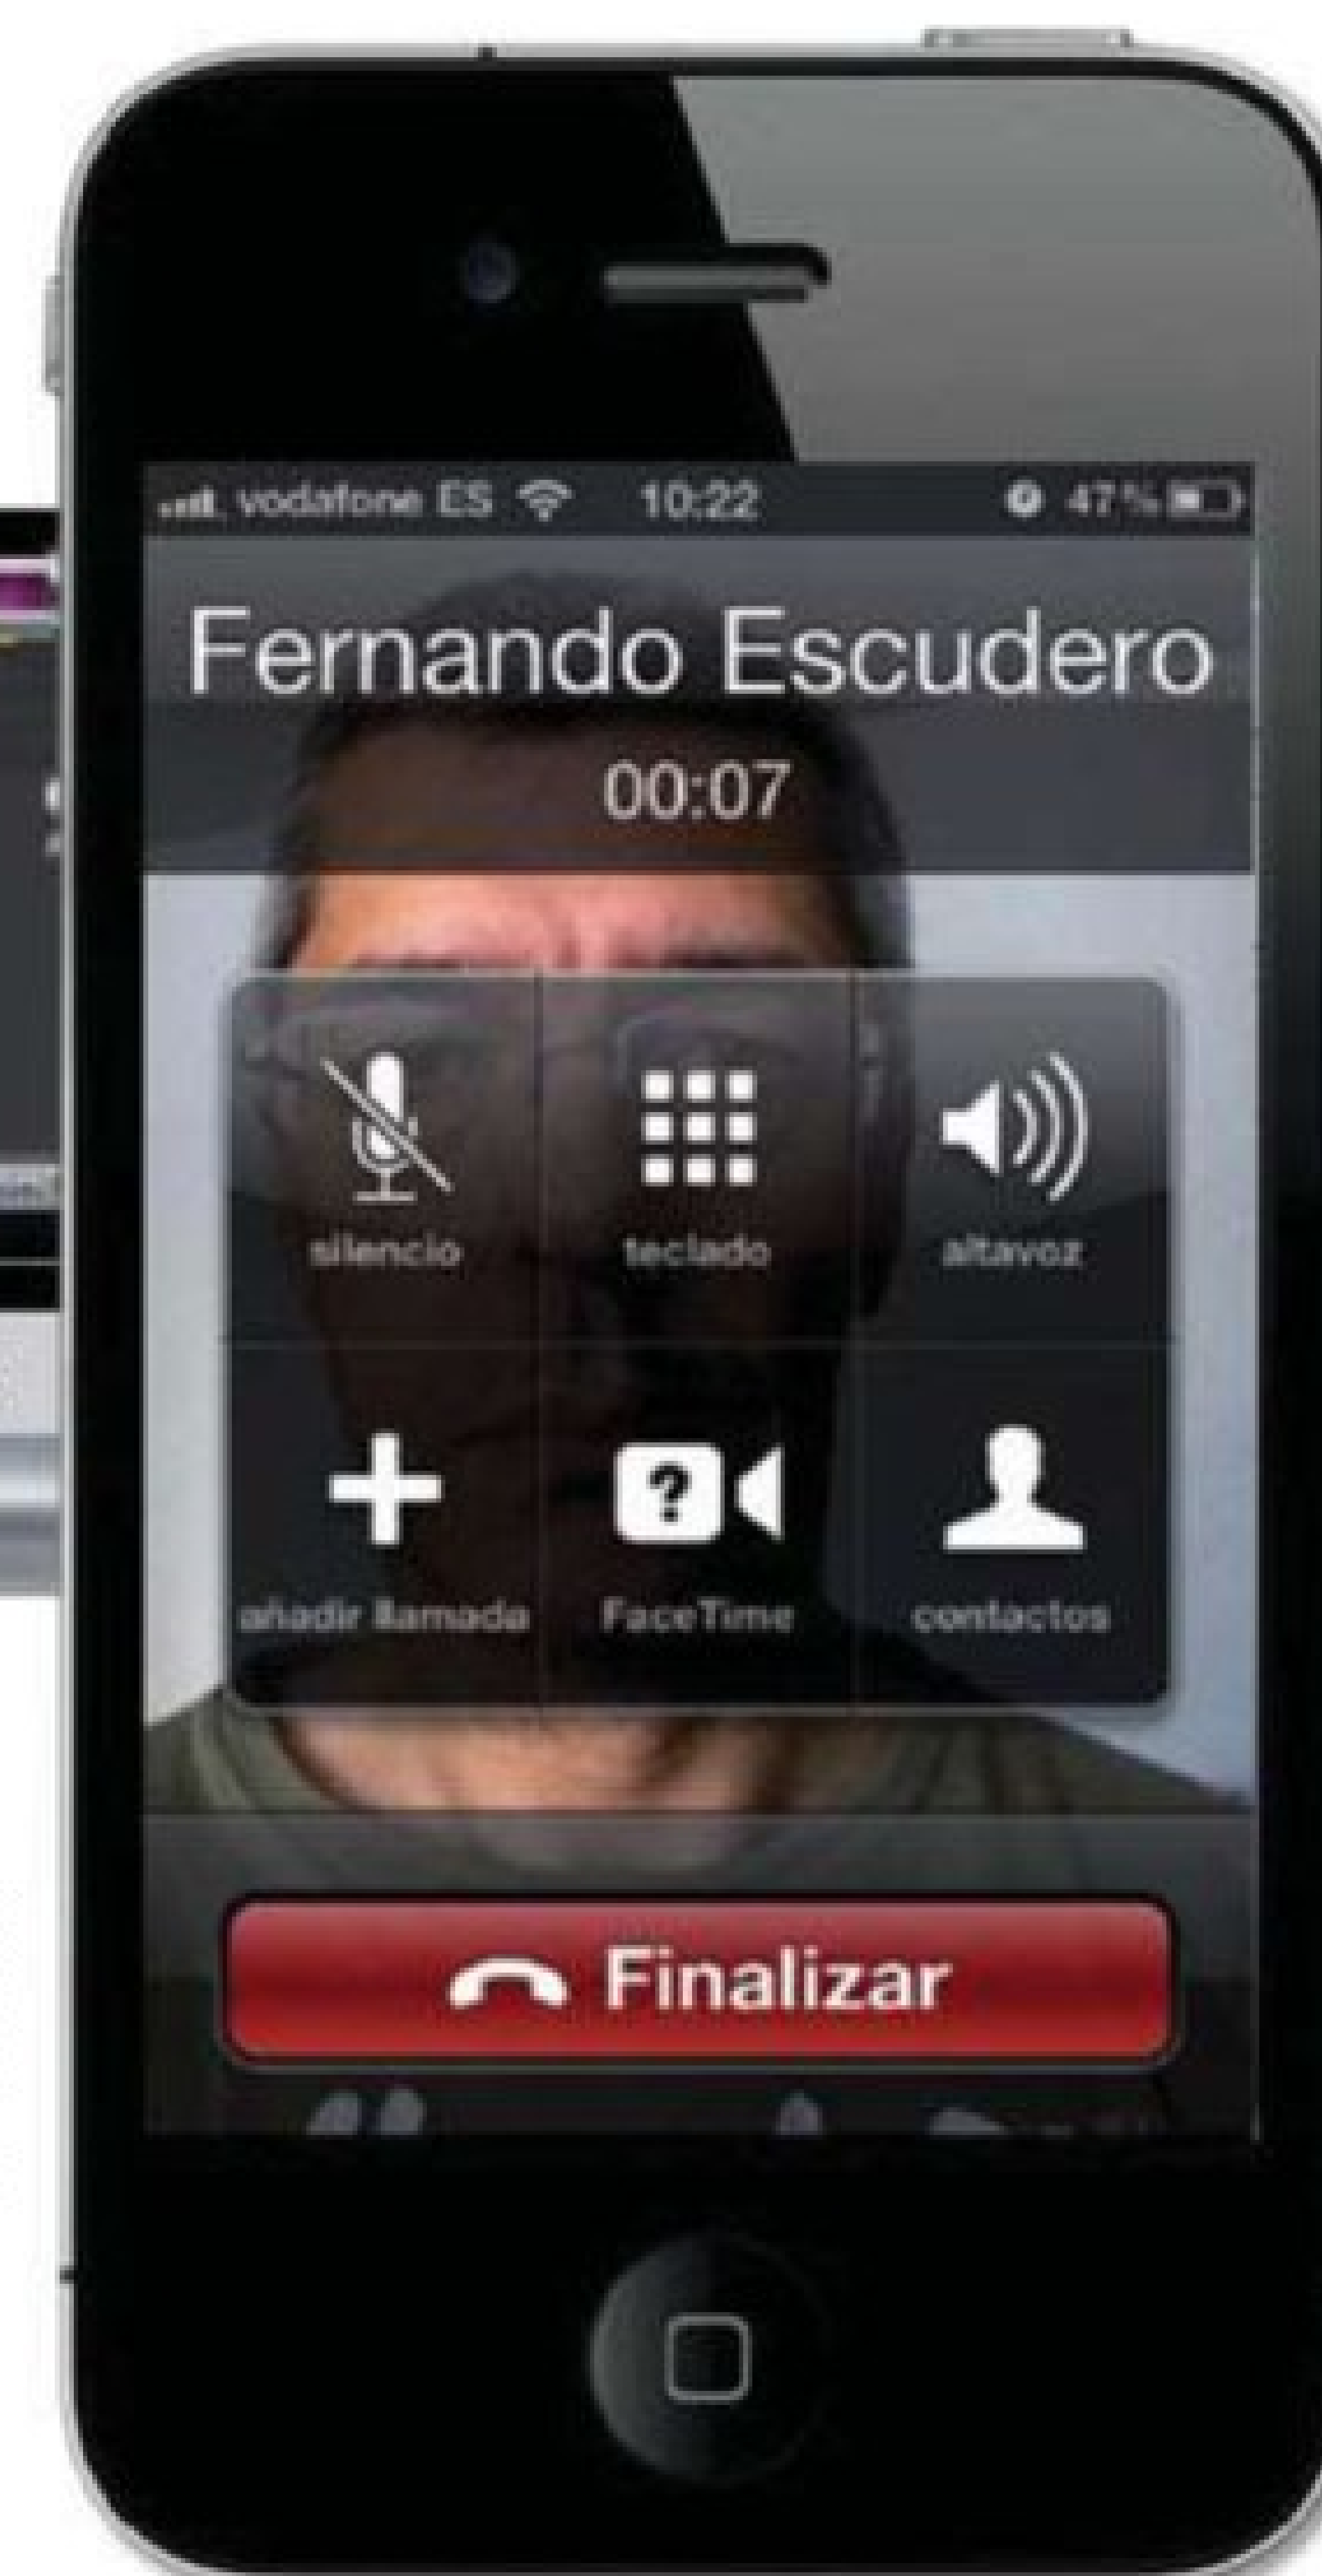 vodafone ES 10:22 47%
Fernando Escudero
00:07
silencio teclado altavoz
añadir llamada FaceTime contactos
Finalizar